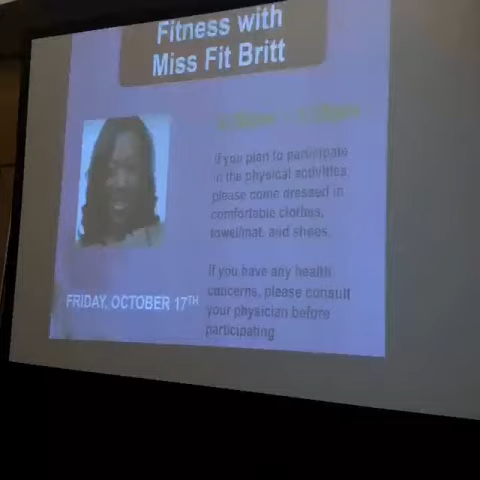 Fitness with
Miss Fit Britt
If you plan to participate
in the physical activities
please come dressed in
comfortable clothes,
towel/mat, and shoes.
If you have any health
concerns, please consult
your physician before
participating
FRIDAY, OCTOBER 17TH